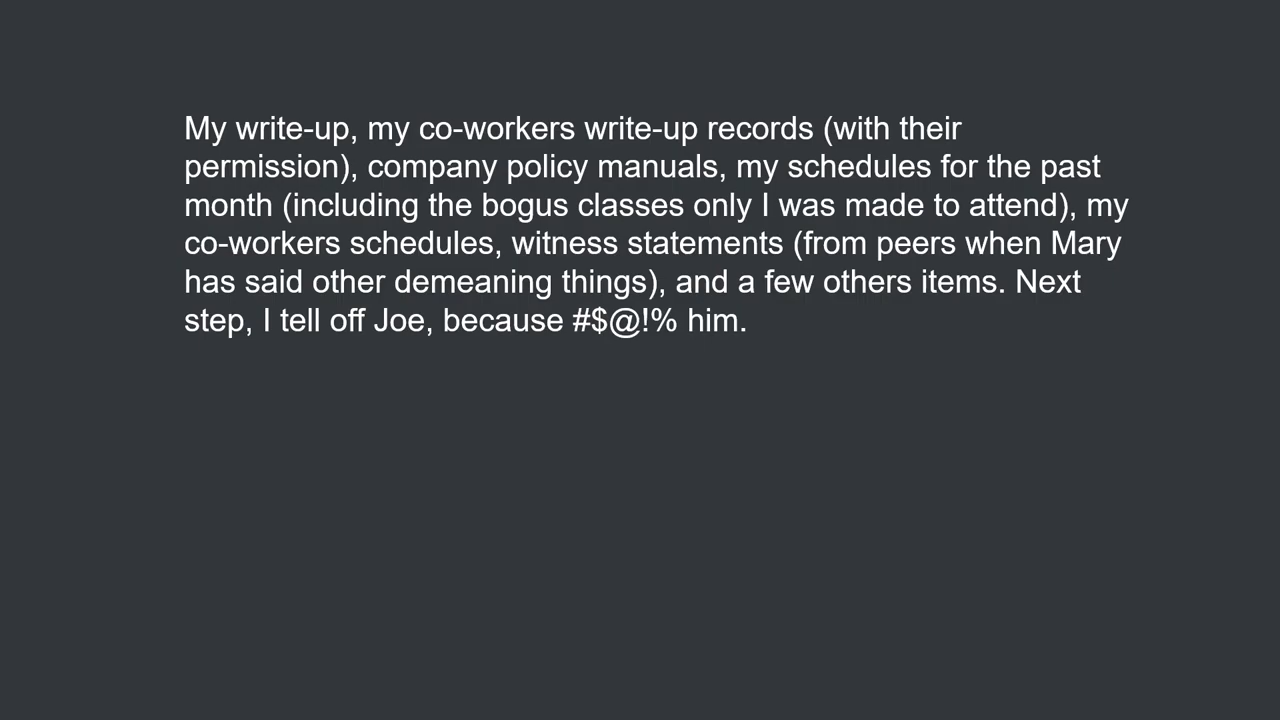 My write-up, my co-workers write-up records (with their
permission), company policy manuals, my schedules for the past
month (including the bogus classes only I was made to attend), my
co-workers schedules, witness statements (from peers when Mary
has said other demeaning things), and a few others items. Next
step, I tell off Joe, because #$@!% him.